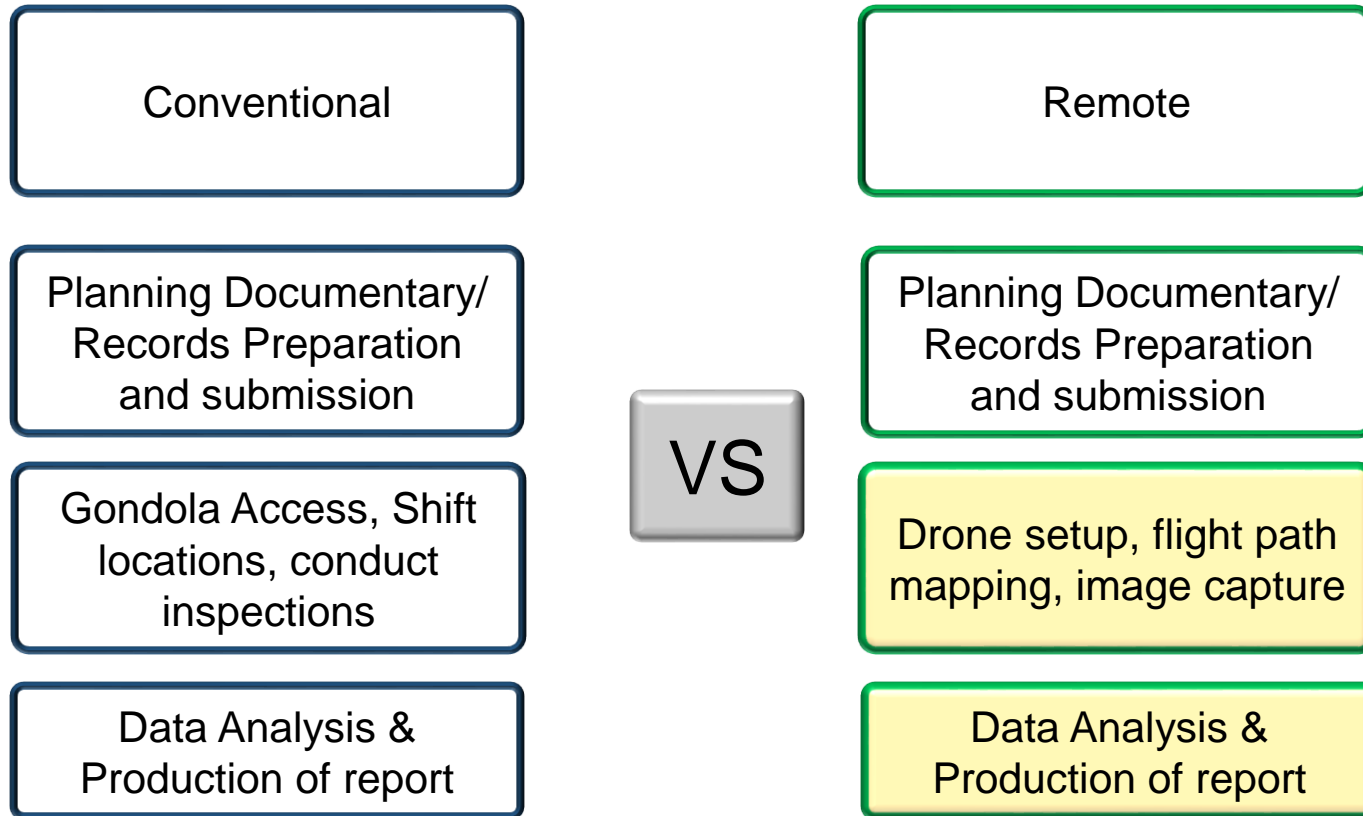 Conventional
Remote
Planning Documentary/
Records Preparation
and submission
Planning Documentary/
Records Preparation
and submission
VS
Gondola Access, Shift
locations, conduct
inspections
Drone setup, flight path
mapping, image capture
Data Analysis &
Production of report
Data Analysis &
Production of report